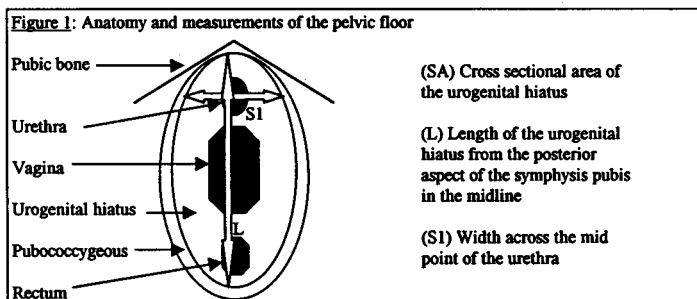 Figure 1: Anatomy and measurements of the pelvic floor
Pubic bone
Urethra
Vagina
Urogenital hiatus
Pubococcygeous
Rectum
S1
L
(SA) Cross sectional area of
the urogenital hiatus
(L) Length of the urogenital
hiatus from the posterior
aspect of the symphysis pubis
in the midline
(S1) Width across the mid
point of the urethra